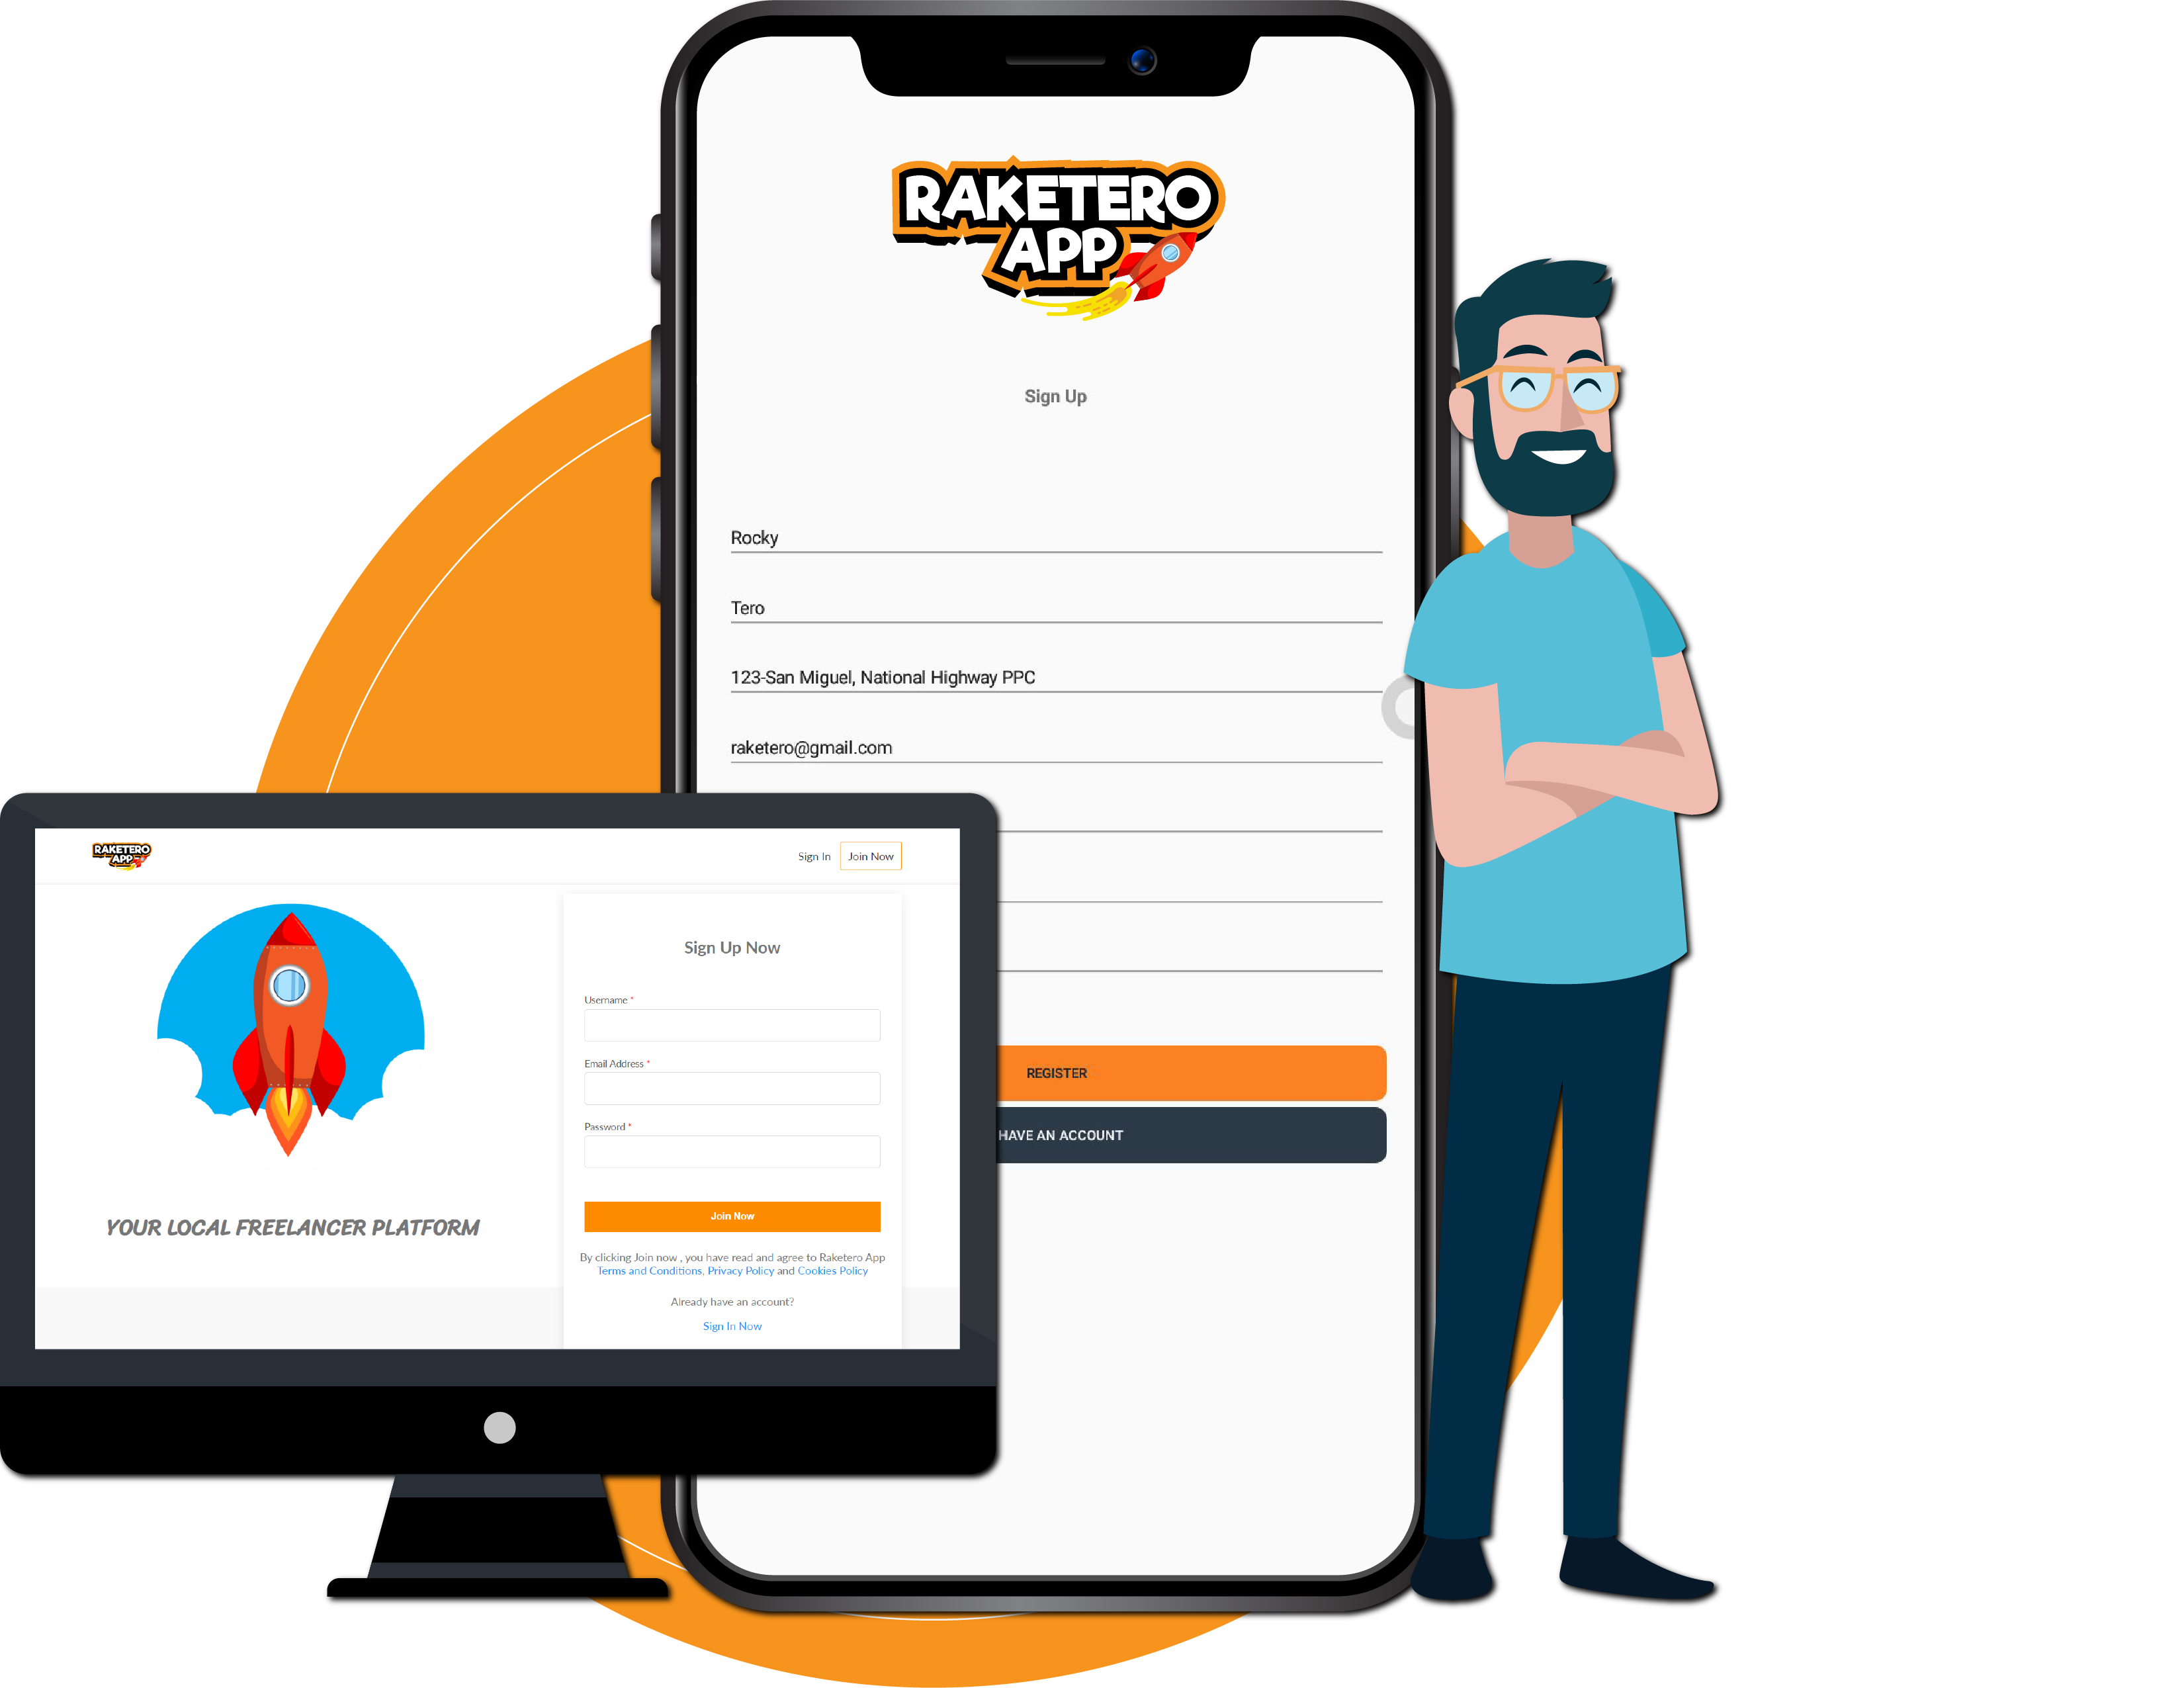 RAKETERO
APP
Sign Up
Rocky
Tero
123-San Miguel, National Highway PPC
raketero@gmail.com
REGISTER
HAVE AN ACCOUNT
RAKETERO
APP
Sign In
Join Now
YOUR LOCAL FREELANCER PLATFORM
Sign Up Now
Username *
Email Address *
Password *
Join Now
By clicking Join now , you have read and agree to Raketero App
Terms and Conditions, Privacy Policy and Cookies Policy
Already have an account?
Sign In Now